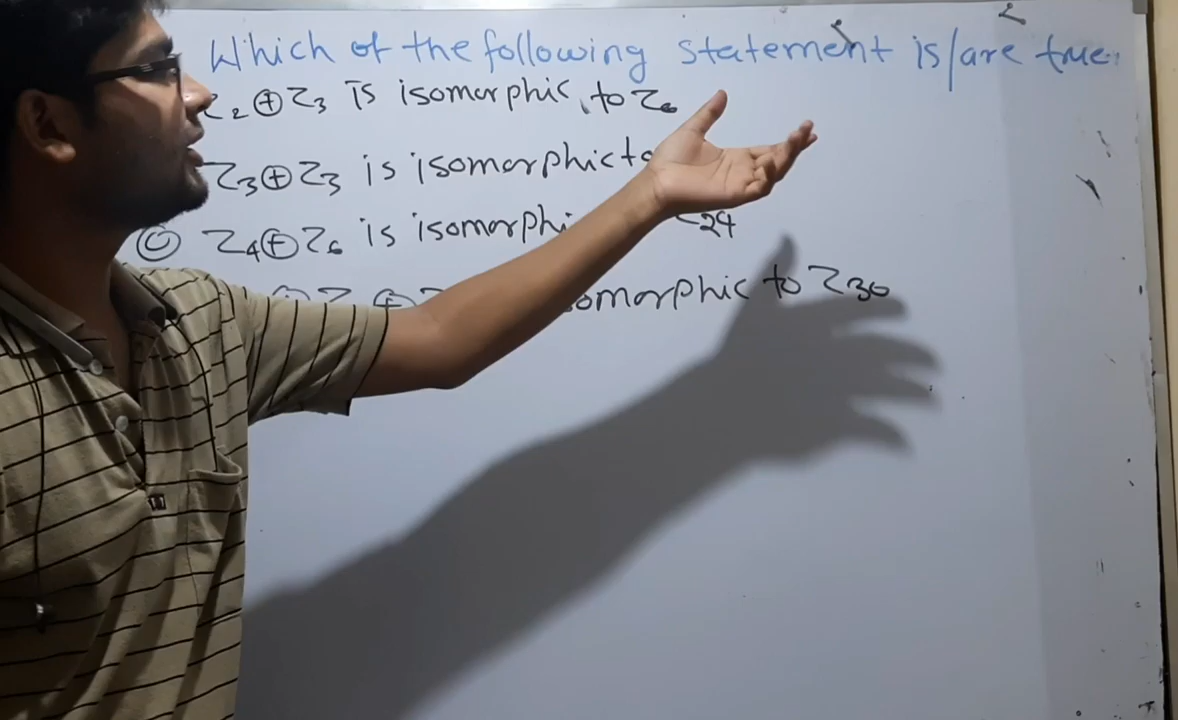 Which of the following statement is/are true.
Z₂⊕Z₃ is isomorphic to Z₆
Z₃⊕Z₃ is isomorphic to
Ⓒ Z₄⊕Z₆ is isomorphi 24
omorphic to Z₃₀